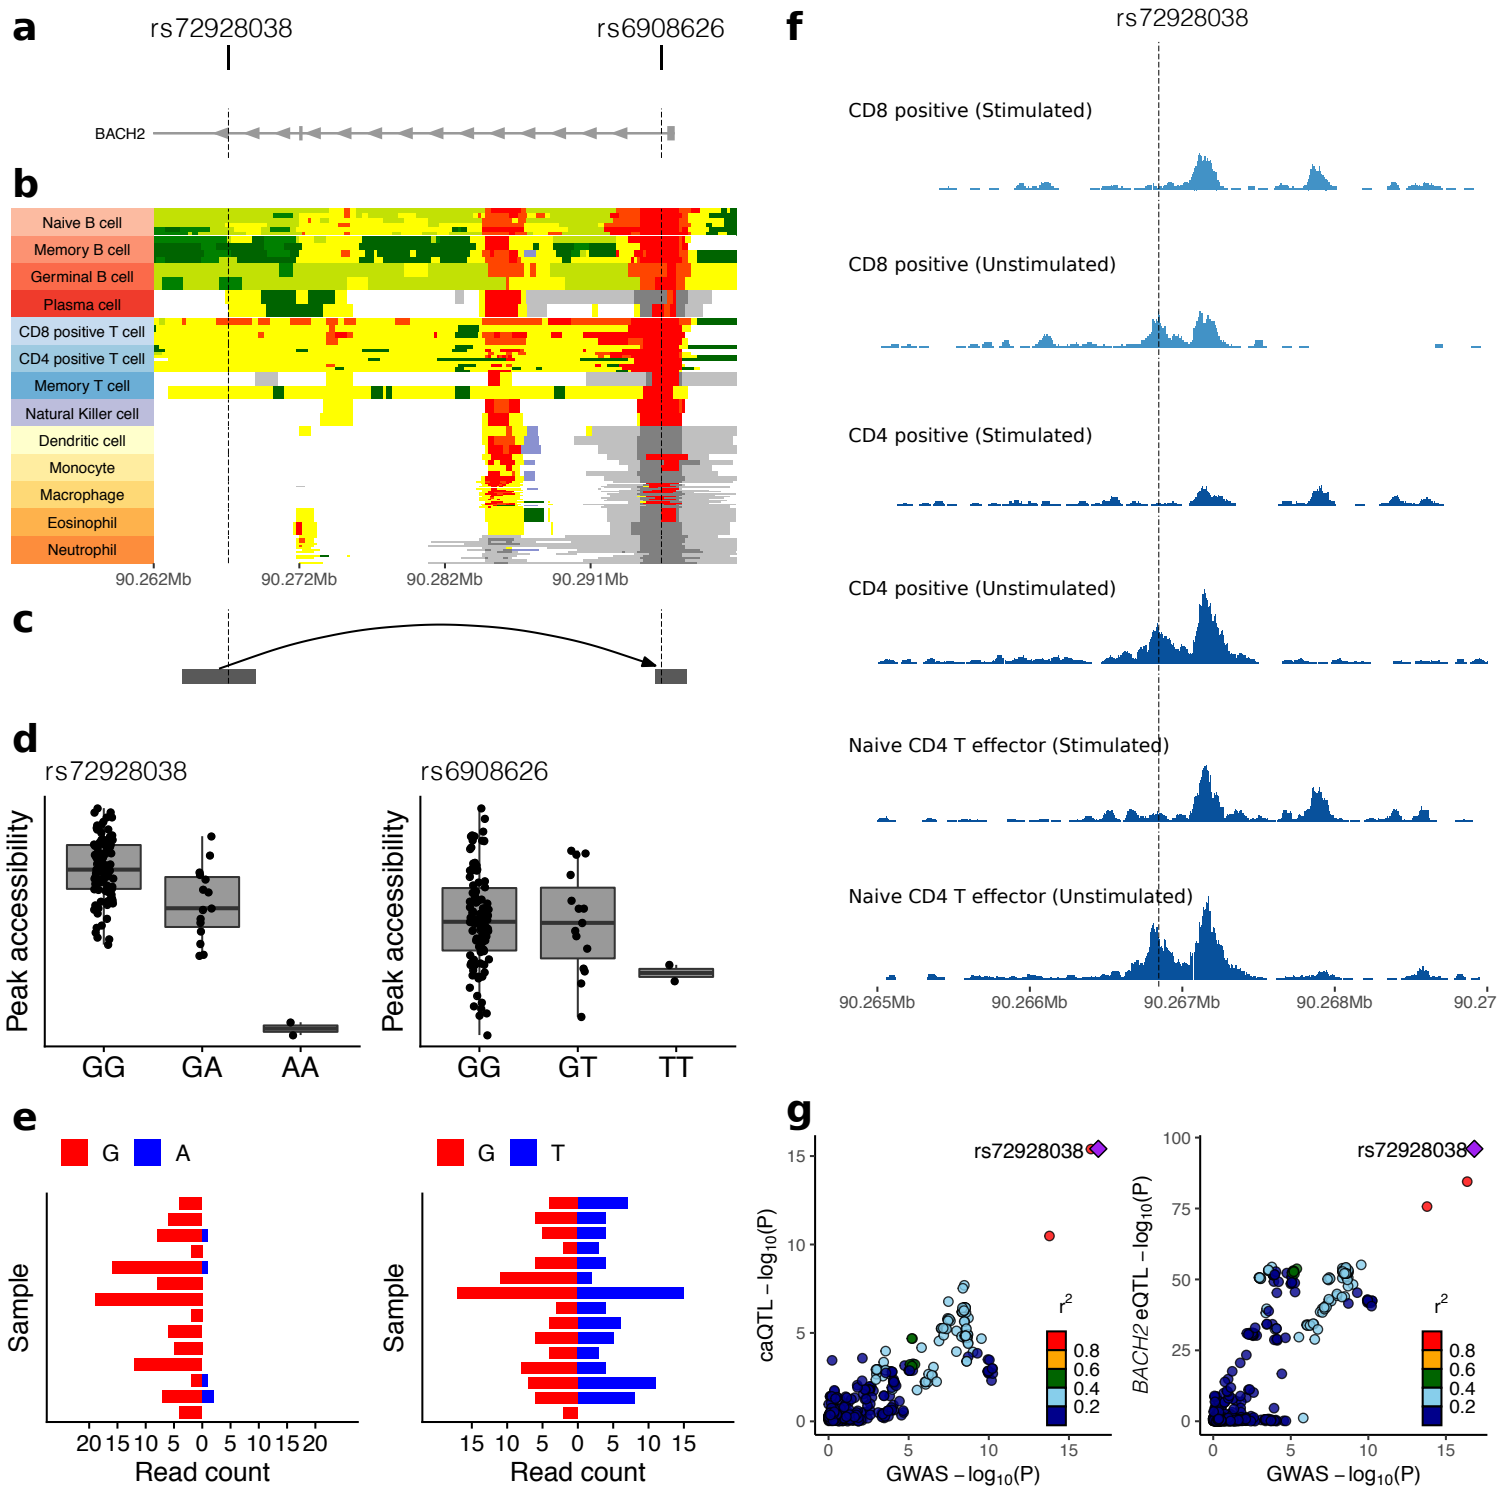 a
rs72928038
rs6908626
BACH2
b
Naive B cell
Memory B cell
Germinal B cell
Plasma cell
CD8 positive T cell
CD4 positive T cell
Memory T cell
Natural Killer cell
Dendritic cell
Monocyte
Macrophage
Eosinophil
Neutrophil
90.262Mb 90.272Mb 90.282Mb 90.291Mb
c
d
rs72928038
Peak accessibility
GG GA AA
rs6908626
Peak accessibility
GG GT TT
e
G A
Sample
20 15 10 5 0 5 10 15 20
Read count
G T
Sample
15 10 5 0 5 10 15
Read count
f
rs72928038
CD8 positive (Stimulated)
CD8 positive (Unstimulated)
CD4 positive (Stimulated)
CD4 positive (Unstimulated)
Naive CD4 T effector (Stimulated)
Naive CD4 T effector (Unstimulated)
90.265Mb 90.266Mb 90.267Mb 90.268Mb 90.27
g
rs72928038
caQTL −log10(P)
15
10
5
0
r2
0.8
0.6
0.4
0.2
0 5 10 15
GWAS −log10(P)
rs72928038
BACH2 eQTL −log10(P)
100
75
50
25
0
r2
0.8
0.6
0.4
0.2
0 5 10 15
GWAS −log10(P)